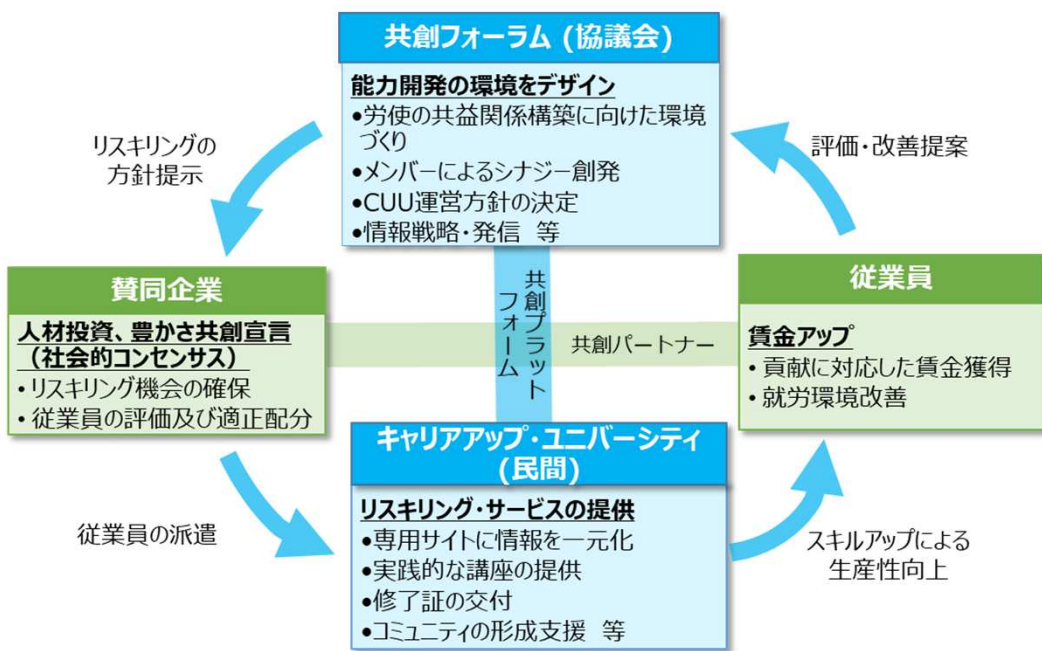 共創フォーラム (協議会)
能力開発の環境をデザイン
•労使の共益関係構築に向けた環境
づくり
•メンバーによるシナジー創発
•CUU運営方針の決定
•情報戦略・発信 等
リスキリングの
方針提示
評価・改善提案
賛同企業
人材投資、豊かさ共創宣言
（社会的コンセンサス）
• リスキリング機会の確保
• 従業員の評価及び適正配分
共創プラット
フォーム
共創パートナー
従業員
賃金アップ
• 貢献に対応した賃金獲得
• 就労環境改善
従業員の派遣
キャリアアップ・ユニバーシティ
(民間)
リスキリング・サービスの提供
•専用サイトに情報を一元化
•実践的な講座の提供
•修了証の交付
•コミュニティの形成支援 等
スキルアップによる
生産性向上